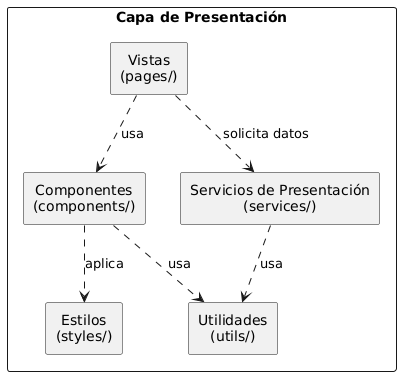 Capa de Presentación
Vistas
(pages/)
usa
solicita datos
Componentes
(components/)
Servicios de Presentación
(services/)
aplica
usa
usa
Estilos
(styles/)
Utilidades
(utils/)